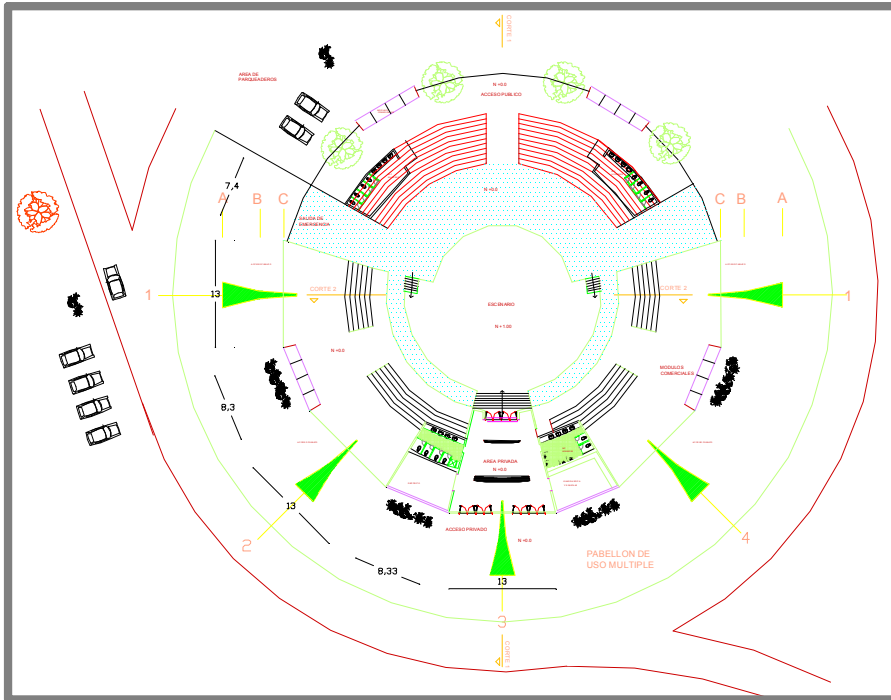 CORTE 1
AREA DE
PARQUEADEROS
N +0.0
ACCESO PUBLICO
7,4
A
B
C
N +0.0
C
B
A
SALIDA DE
EMERGENCIA
1
13
CORTE 2
ESCENARIO
CORTE 2
1
N + 1.00
N +0.0
MODULOS
COMERCIALES
8,3
AREA PRIVADA
N +0.0
13
ACCESO PRIVADO
2
N +0.0
4
PABELLON DE
USO MULTIPLE
8,33
13
3
CORTE 1